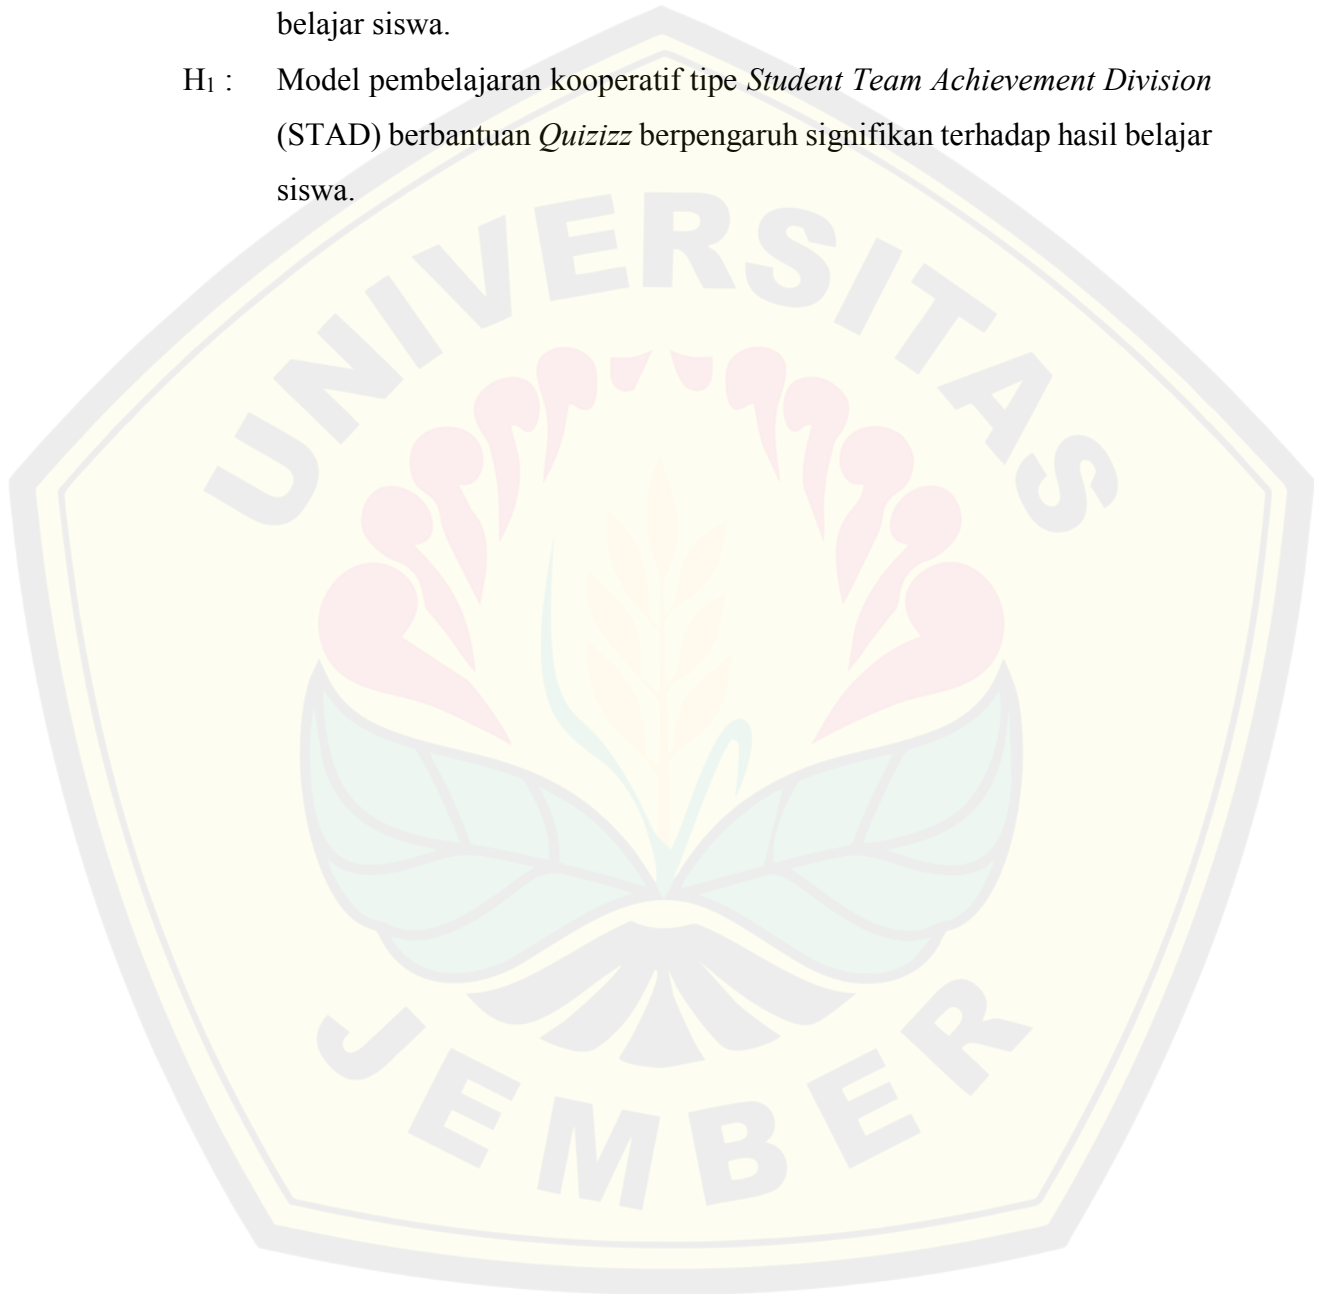 belajar siswa.
H₁ : Model pembelajaran kooperatif tipe Student Team Achievement Division
(STAD) berbantuan Quizizz berpengaruh signifikan terhadap hasil belajar
siswa.
UNIVERSITAS
JEMBER